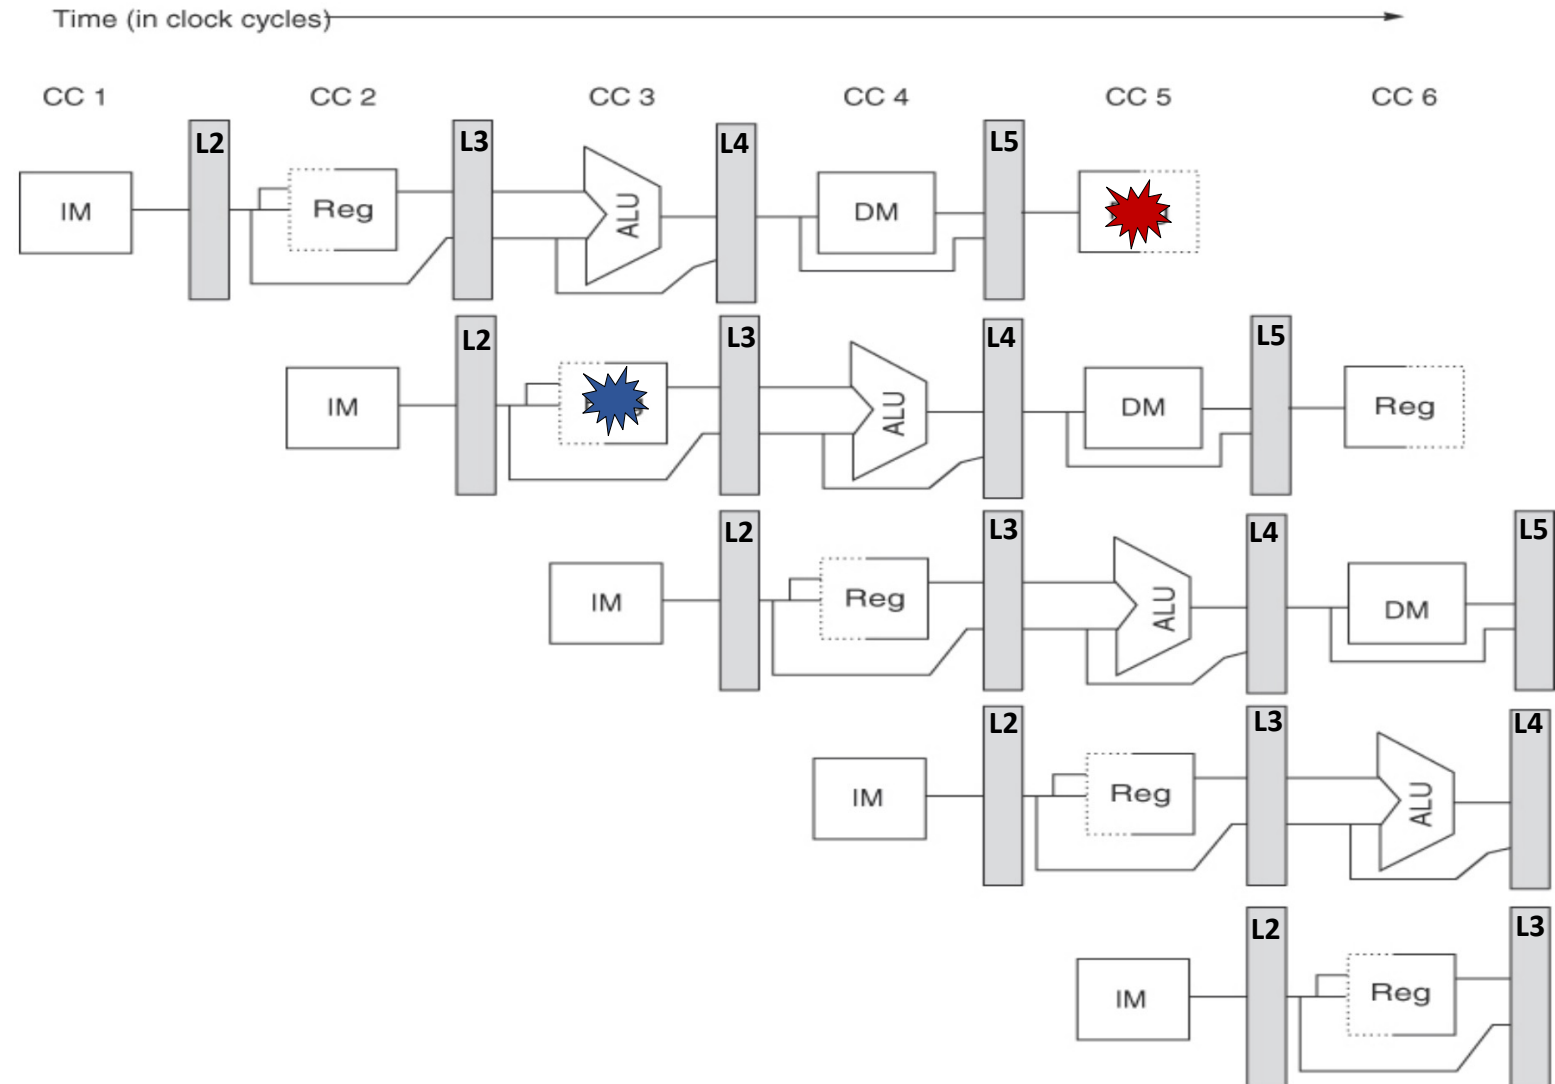 Time (in clock cycles)
CC 1 CC 2 CC 3 CC 4 CC 5 CC 6
IM L2 Reg L3 ALU L4 DM L5
IM L2 L3 ALU L4 DM L5 Reg
IM L2 Reg L3 ALU L4 DM L5
IM L2 Reg L3 ALU L4
IM L2 Reg L3